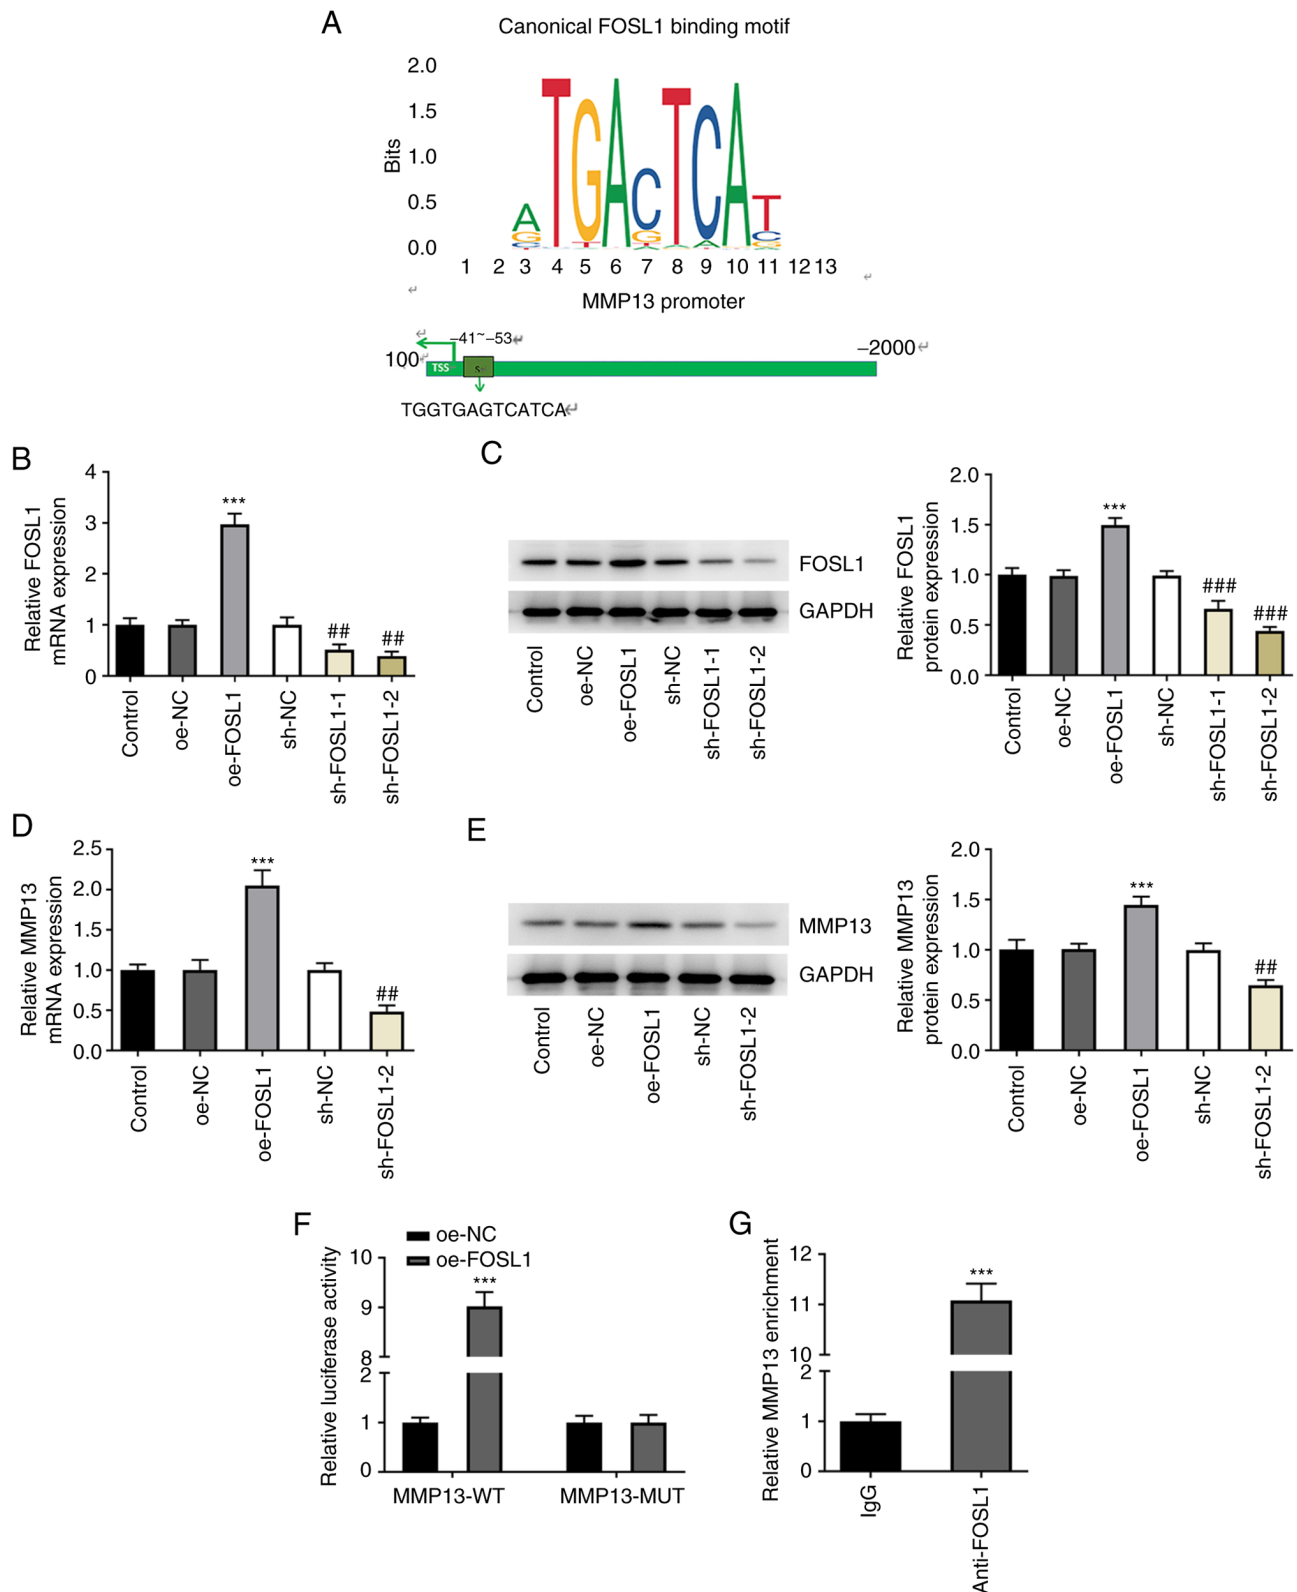 A
Canonical FOSL1 binding motif
Bits
2.0
1.5
1.0
0.5
0.0
A
G
C
T
G
A
C
G
T
C
A
A
T
C
G
1 2 3 4 5 6 7 8 9 10 11 12 13
MMP13 promoter
−41~−53
100
−2000
TSS
TGGTGAGTCATCA
B
Relative FOSL1
mRNA expression
4
3
2
1
0
***
##
##
Control
oe-NC
oe-FOSL1
sh-NC
sh-FOSL1-1
sh-FOSL1-2
C
FOSL1
GAPDH
Control
oe-NC
oe-FOSL1
sh-NC
sh-FOSL1-1
sh-FOSL1-2
Relative FOSL1
protein expression
2.0
1.5
1.0
0.5
0.0
***
###
###
Control
oe-NC
oe-FOSL1
sh-NC
sh-FOSL1-1
sh-FOSL1-2
D
Relative MMP13
mRNA expression
2.5
2.0
1.5
1.0
0.5
0.0
***
##
Control
oe-NC
oe-FOSL1
sh-NC
sh-FOSL1-2
E
MMP13
GAPDH
Control
oe-NC
oe-FOSL1
sh-NC
sh-FOSL1-2
Relative MMP13
protein expression
2.0
1.5
1.0
0.5
0.0
***
##
Control
oe-NC
oe-FOSL1
sh-NC
sh-FOSL1-2
F
oe-NC
oe-FOSL1
Relative luciferase activity
10
9
8
2
1
0
***
MMP13-WT
MMP13-MUT
G
Relative MMP13 enrichment
12
11
10
2
1
0
***
IgG
Anti-FOSL1